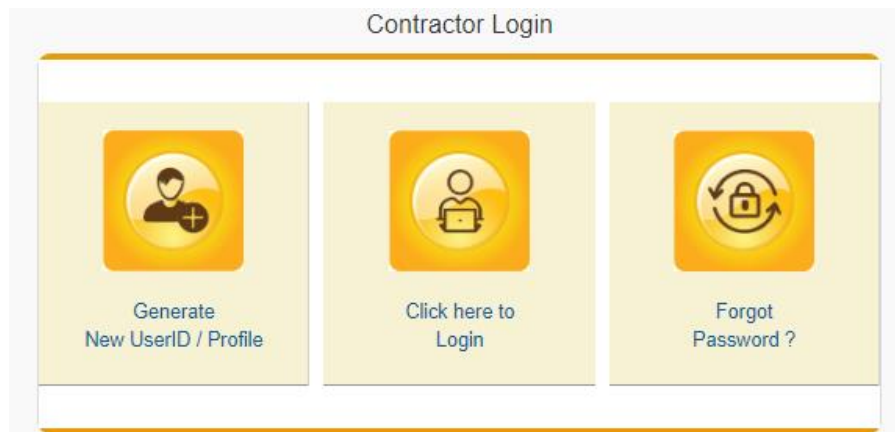 Contractor Login
Generate
New UserID / Profile
Click here to
Login
Forgot
Password ?